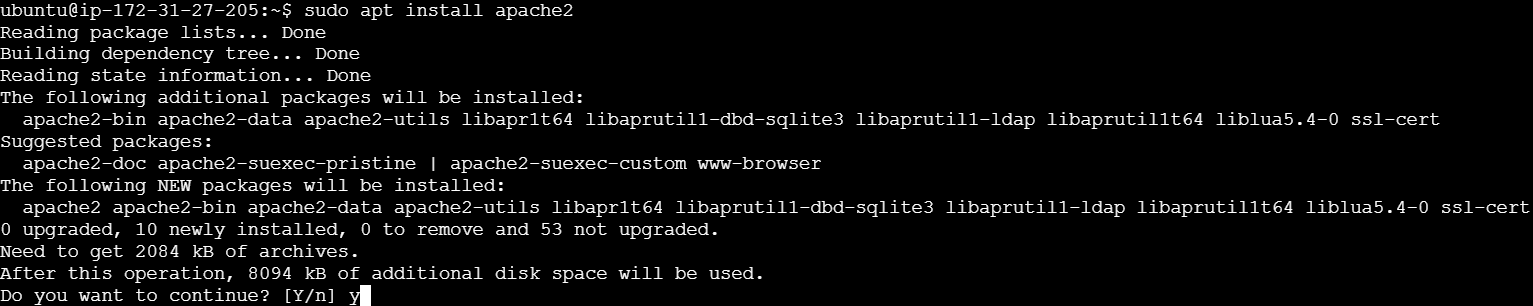 ubuntu@ip-172-31-27-205:~$ sudo apt install apache2
Reading package lists... Done
Building dependency tree... Done
Reading state information... Done
The following additional packages will be installed:
  apache2-bin apache2-data apache2-utils libapr1t64 libaprutil1-dbd-sqlite3 libaprutil1-ldap libaprutil1t64 liblua5.4-0 ssl-cert
Suggested packages:
  apache2-doc apache2-suexec-pristine | apache2-suexec-custom www-browser
The following NEW packages will be installed:
  apache2 apache2-bin apache2-data apache2-utils libapr1t64 libaprutil1-dbd-sqlite3 libaprutil1-ldap libaprutil1t64 liblua5.4-0 ssl-cert
0 upgraded, 10 newly installed, 0 to remove and 53 not upgraded.
Need to get 2084 kB of archives.
After this operation, 8094 kB of additional disk space will be used.
Do you want to continue? [Y/n] y